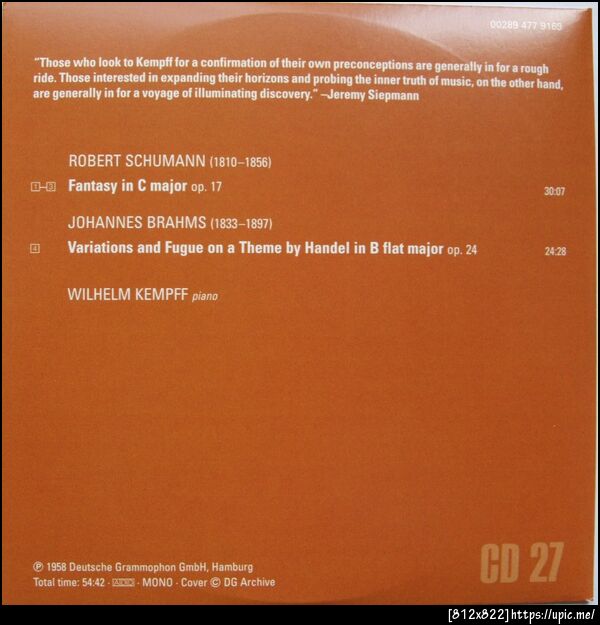 00289 477 9163
"Those who look to Kempff for a confirmation of their own preconceptions are generally in for a rough
ride. Those interested in expanding their horizons and probing the inner truth of music, on the other hand,
are generally in for a voyage of illuminating discovery." –Jeremy Siepmann
ROBERT SCHUMANN (1810–1856)
1–3 Fantasy in C major op. 17 30:07
JOHANNES BRAHMS (1833–1897)
4 Variations and Fugue on a Theme by Handel in B flat major op. 24 24:28
WILHELM KEMPFF piano
℗ 1958 Deutsche Grammophon GmbH, Hamburg
Total time: 54:42 · ADD · MONO · Cover © DG Archive
CD 27
[812x822]https://upic.me/